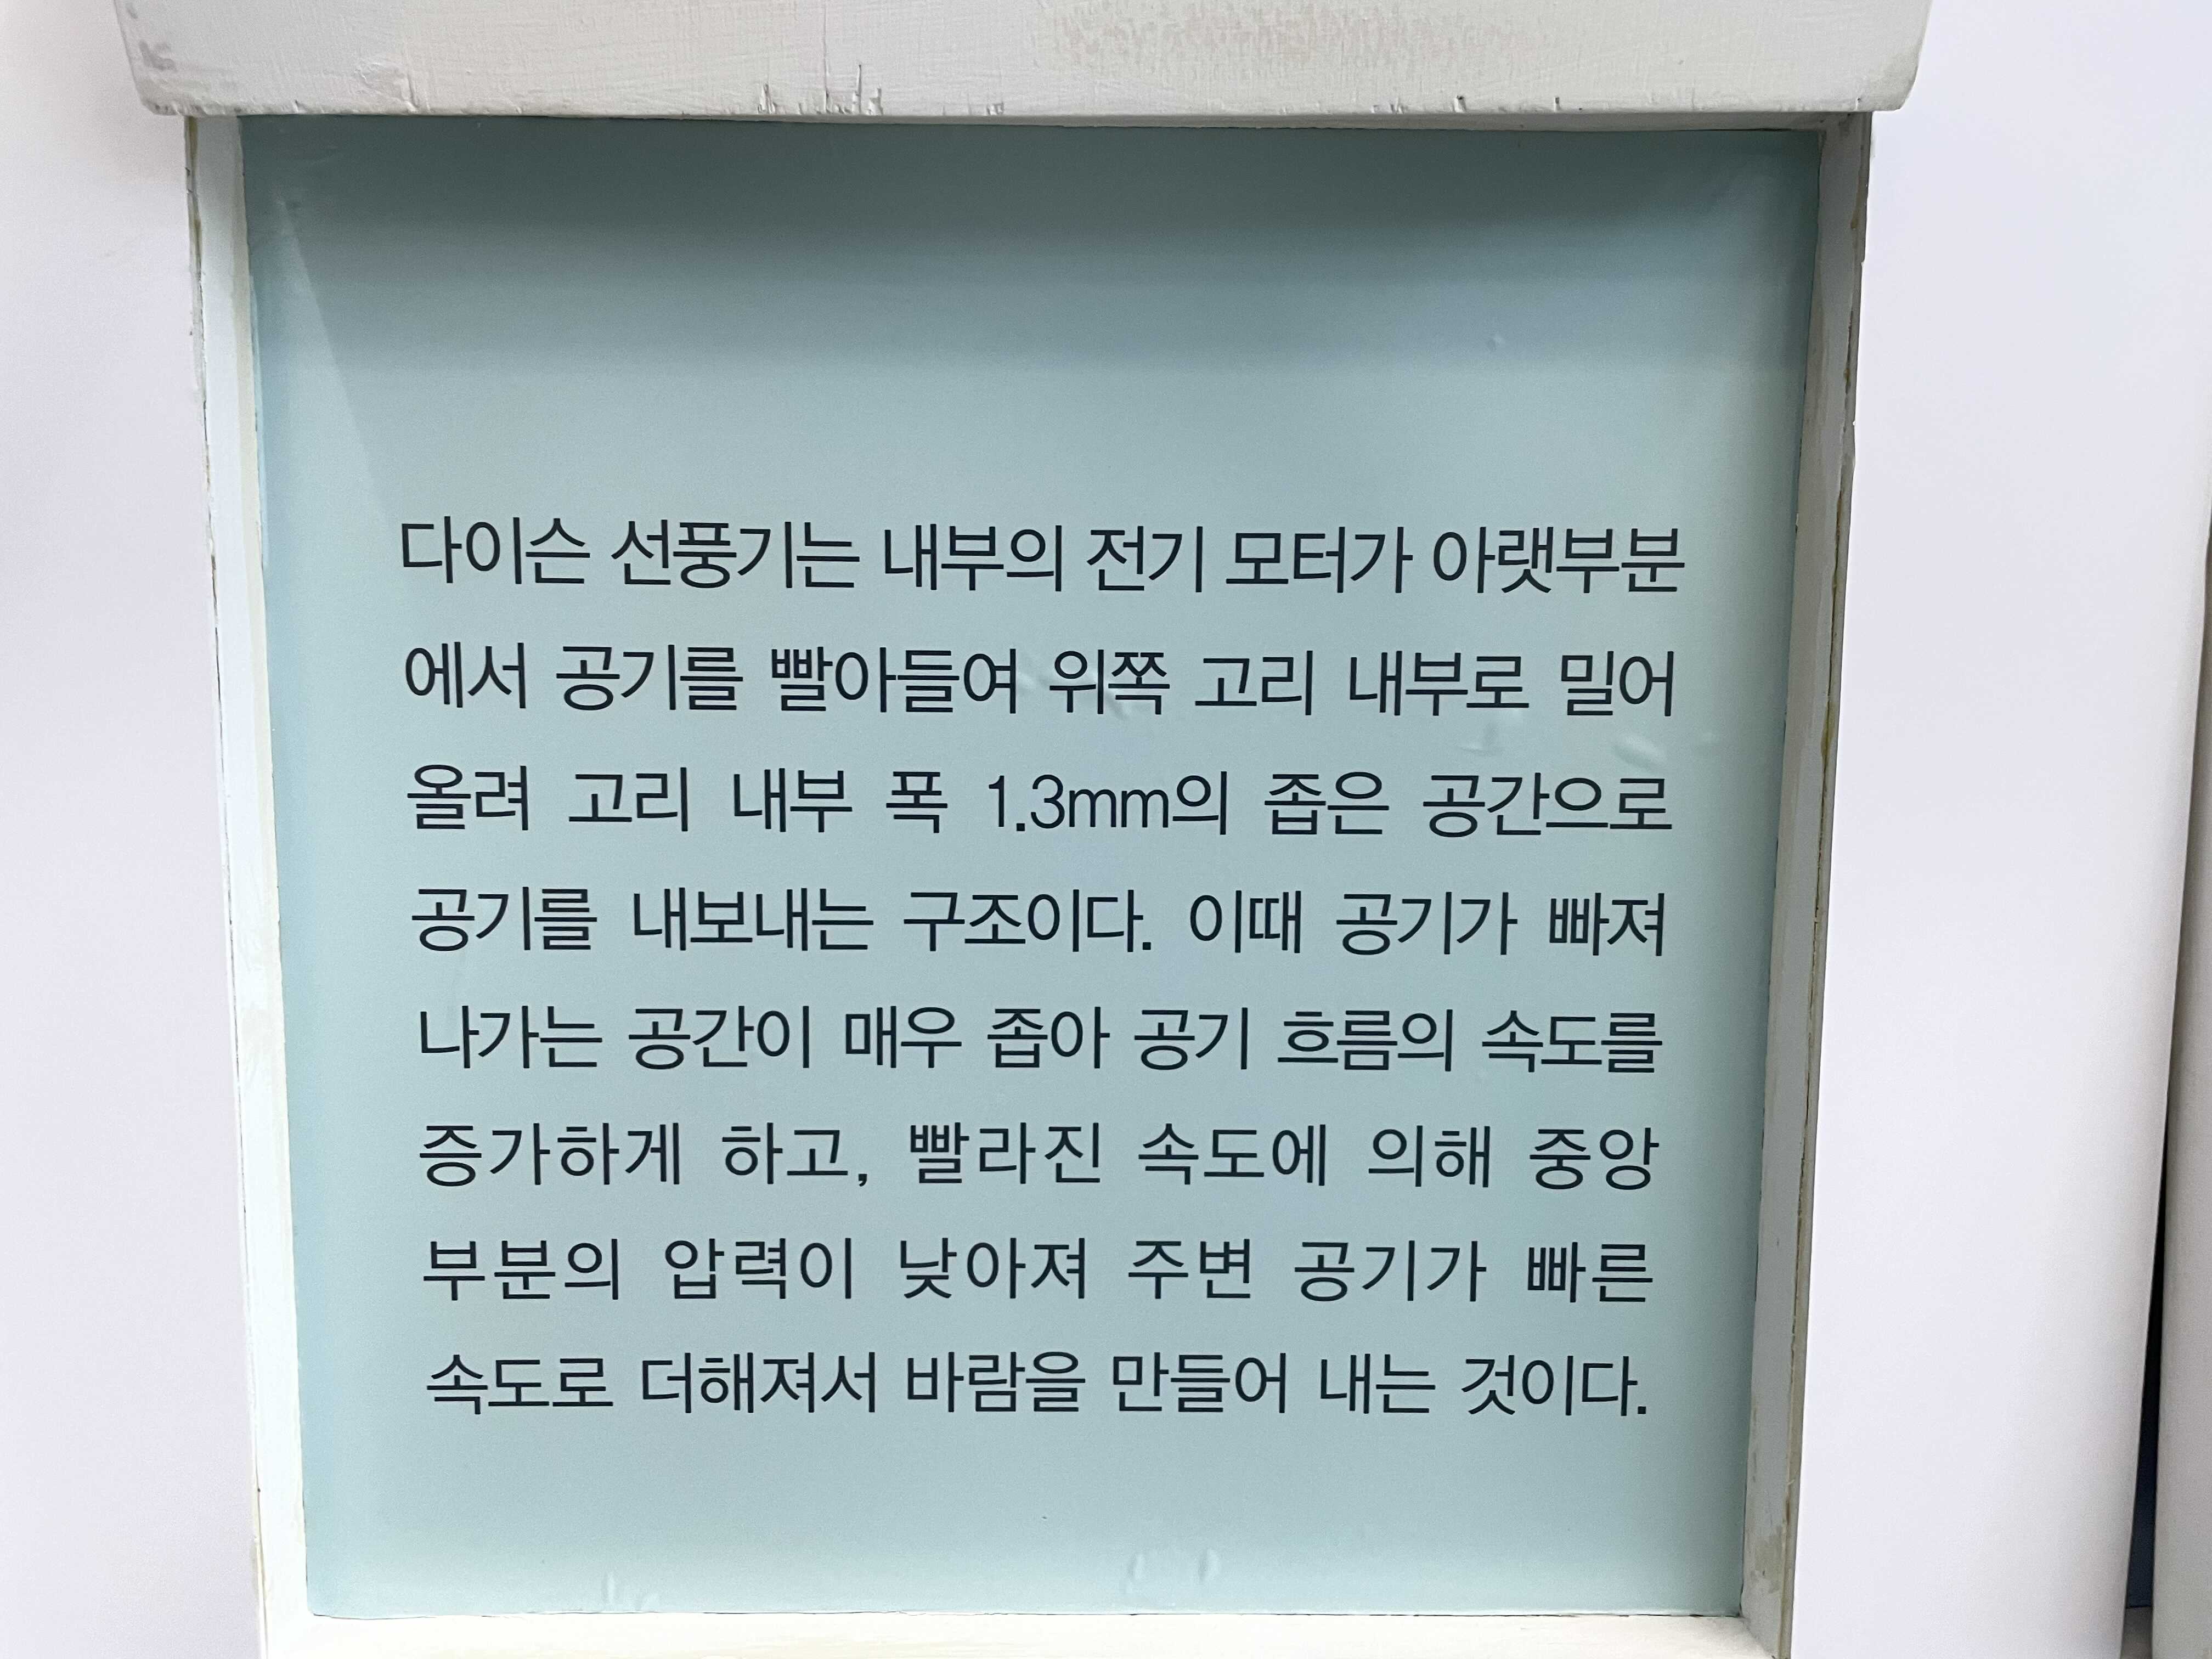 다이슨 선풍기는 내부의 전기 모터가 아랫부분
에서 공기를 빨아들여 위쪽 고리 내부로 밀어
올려 고리 내부 폭 1.3mm의 좁은 공간으로
공기를 내보내는 구조이다. 이때 공기가 빠져
나가는 공간이 매우 좁아 공기 흐름의 속도를
증가하게 하고, 빨라진 속도에 의해 중앙
부분의 압력이 낮아져 주변 공기가 빠른
속도로 더해져서 바람을 만들어 내는 것이다.